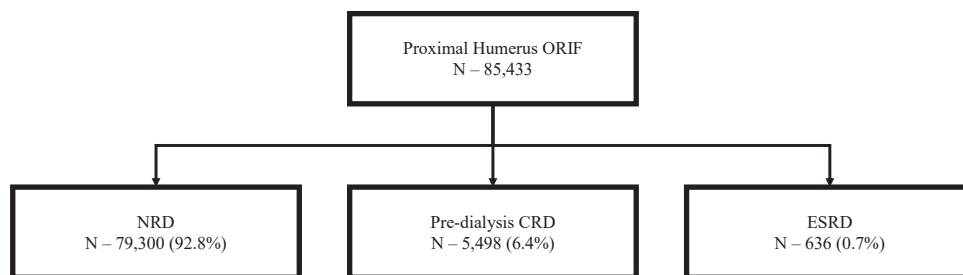 Proximal Humerus ORIF
N – 85,433
NRD
N – 79,300 (92.8%)
Pre-dialysis CRD
N – 5,498 (6.4%)
ESRD
N – 636 (0.7%)